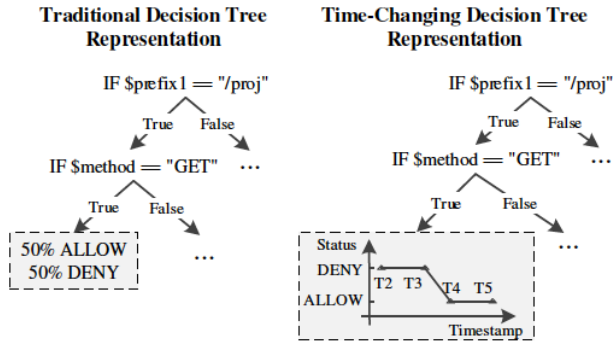 Traditional Decision Tree
Representation
IF $prefix1 == "/proj"
True
False
IF $method == "GET"
...
True
False
50% ALLOW
50% DENY
...
Time-Changing Decision Tree
Representation
IF $prefix1 == "/proj"
True
False
IF $method == "GET"
...
True
False
...
Status
DENY
T2 T3 T4 T5
ALLOW
Timestamp